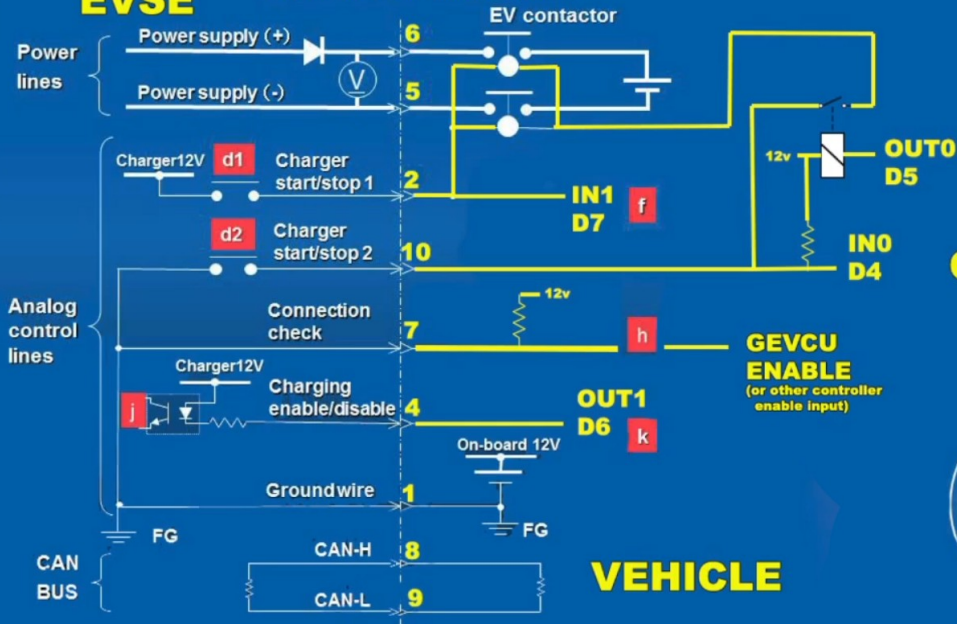 EVSE
EV contactor
Power supply (+)
6
Power
lines
V
Power supply (-)
5
Charger12V
d1
Charger
start/stop 1
2
IN1
D7
f
12v
OUT0
D5
d2
Charger
start/stop 2
10
IN0
D4
Analog
control
lines
Connection
check
7
12v
h
GEVCU
ENABLE
(or other controller
enable input)
Charger12V
j
Charging
enable/disable
4
OUT1
D6
k
On-board 12V
Ground wire
1
FG
FG
CAN
BUS
CAN-H
8
CAN-L
9
VEHICLE